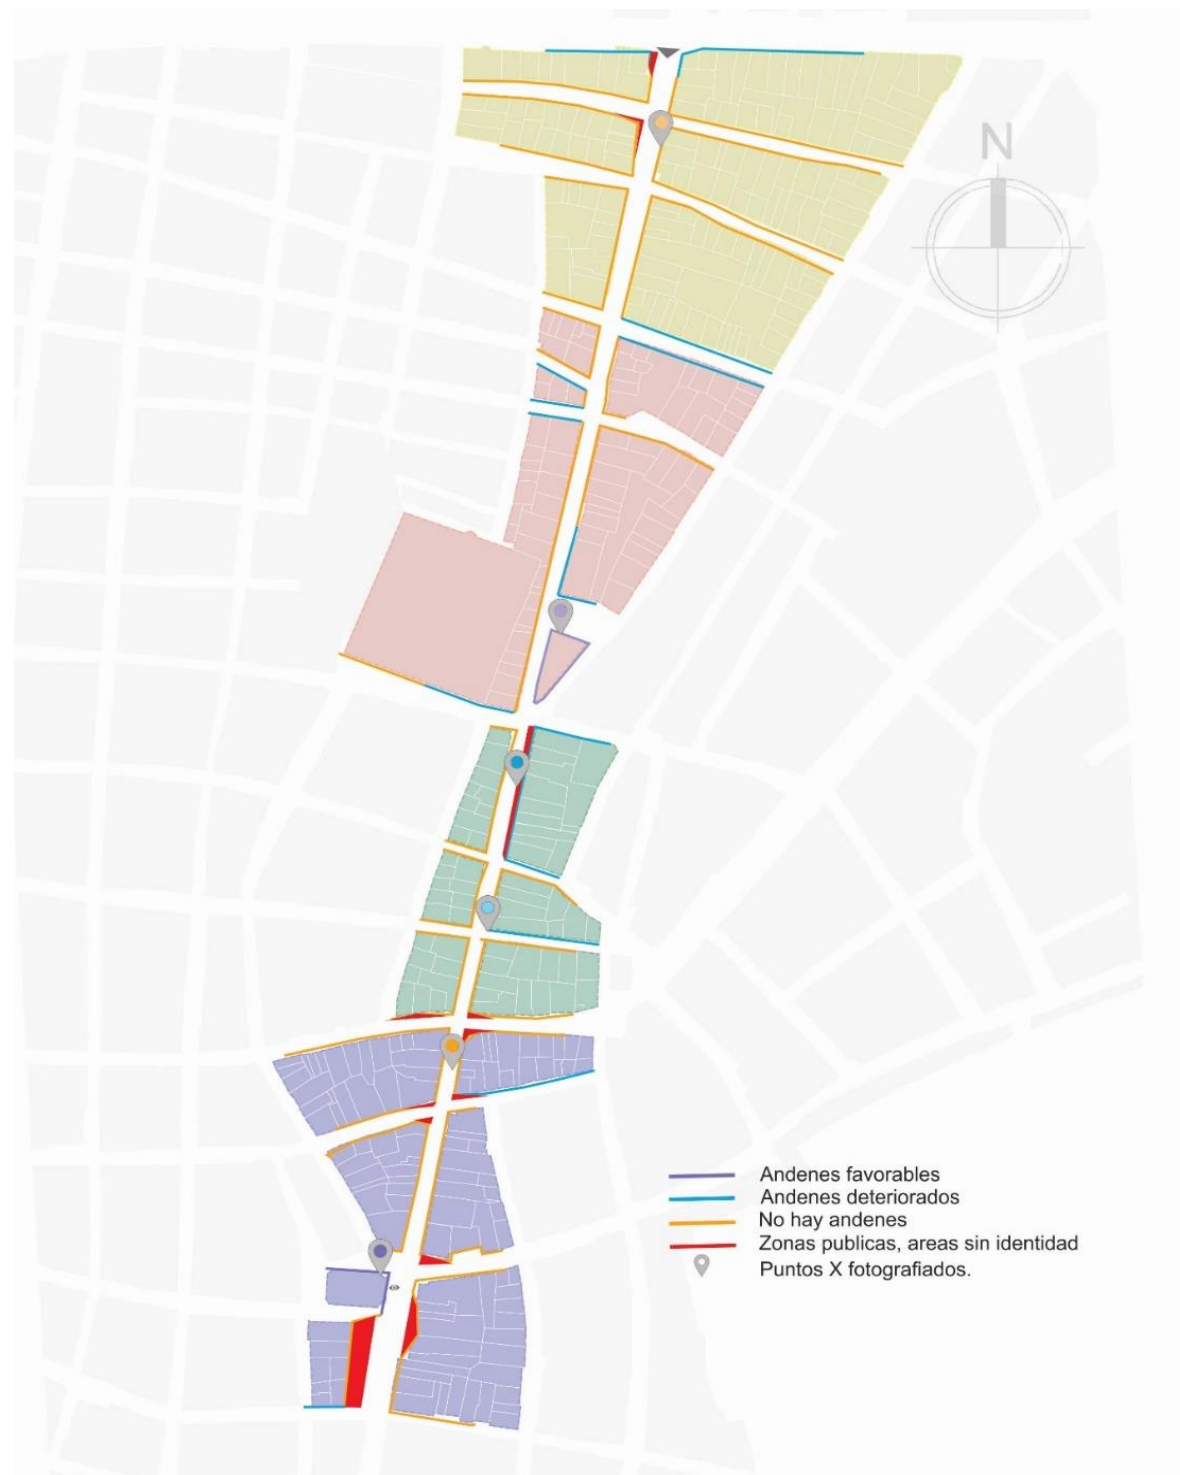 N
Andenes favorables
Andenes deteriorados
No hay andenes
Zonas publicas, areas sin identidad
Puntos X fotografiados.